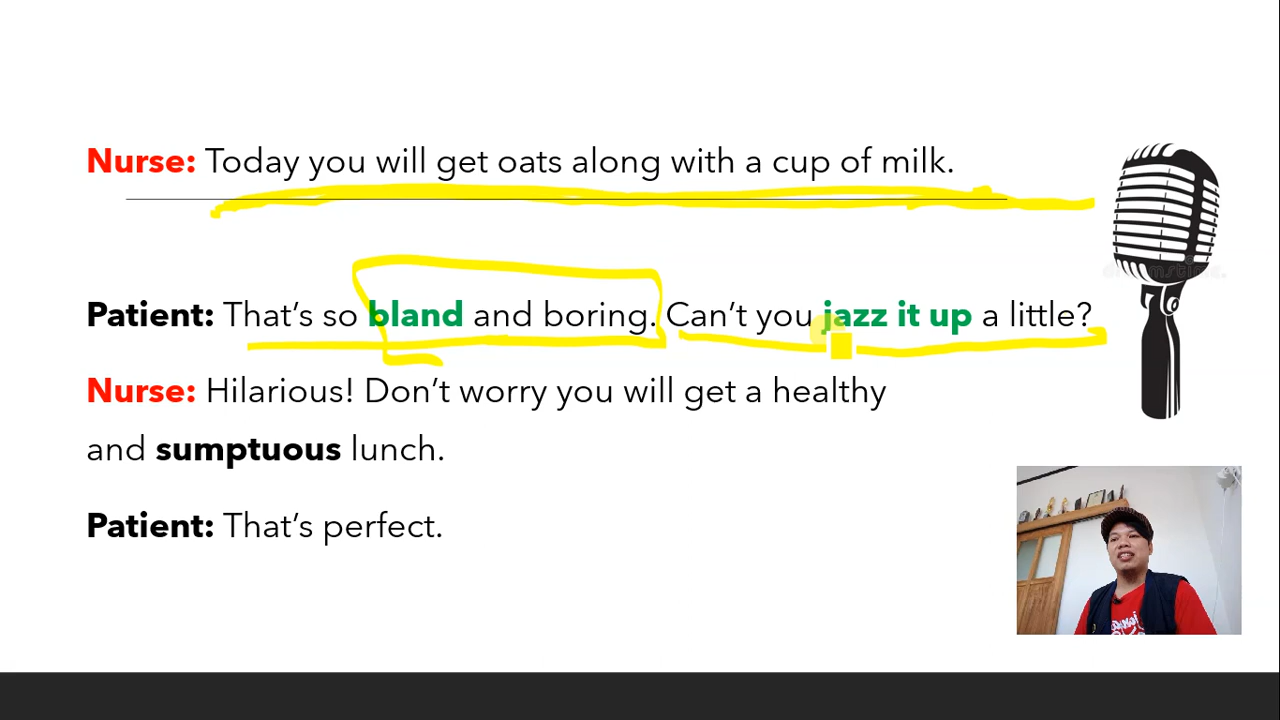 Nurse: Today you will get oats along with a cup of milk.
Patient: That's so bland and boring. Can't you jazz it up a little?
Nurse: Hilarious! Don't worry you will get a healthy
and sumptuous lunch.
Patient: That's perfect.